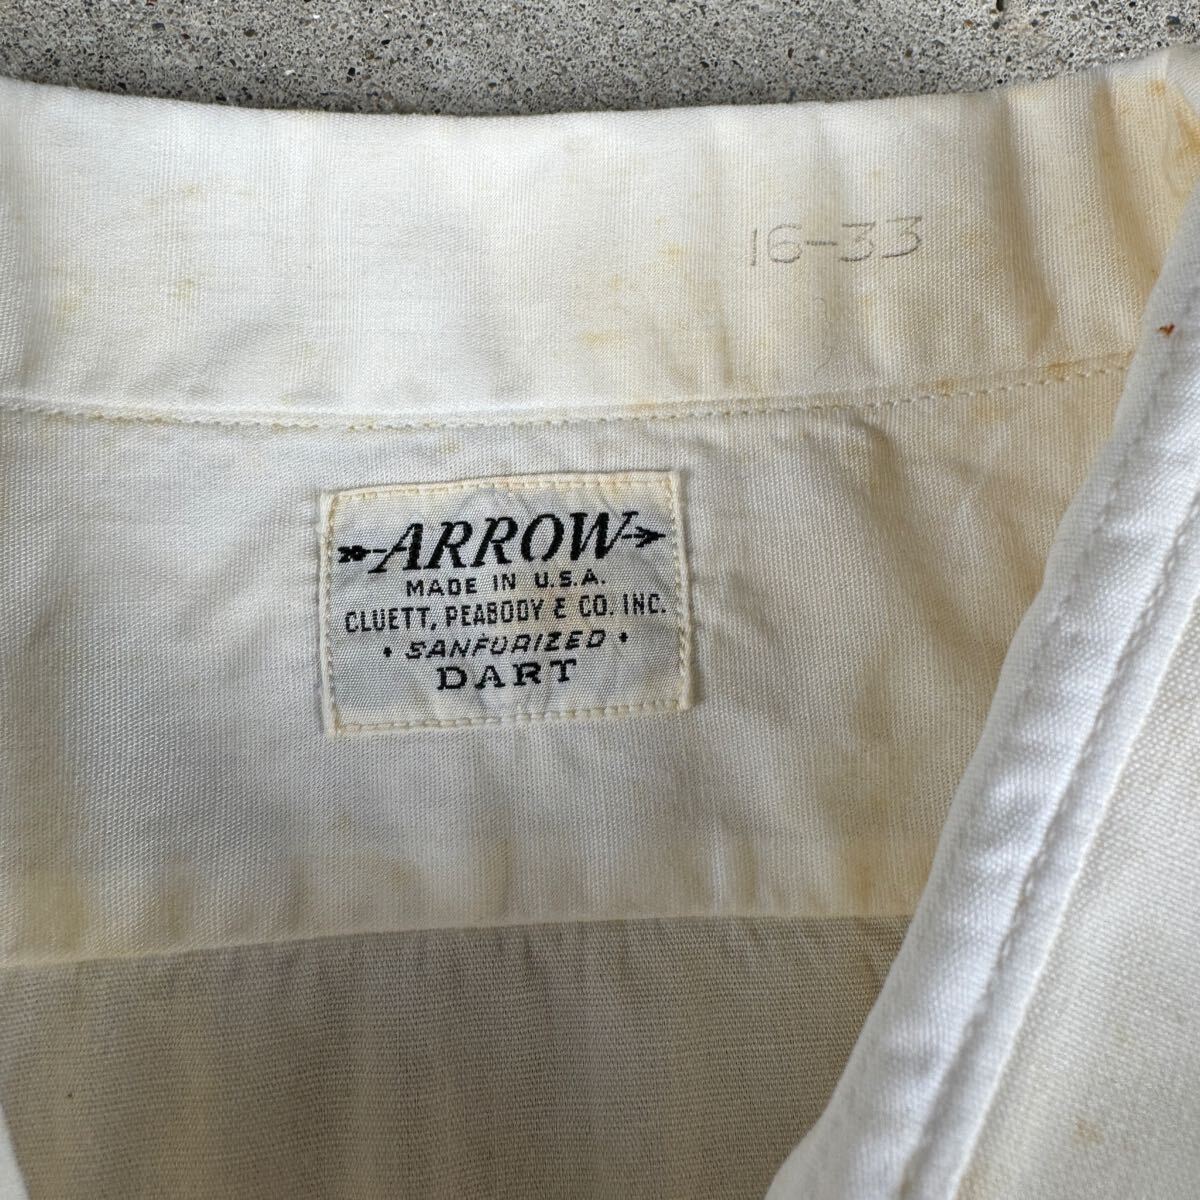 16-33
ARROW
MADE IN U.S.A.
CLUETT, PEABODY & CO. INC.
• SANFORIZED •
DART